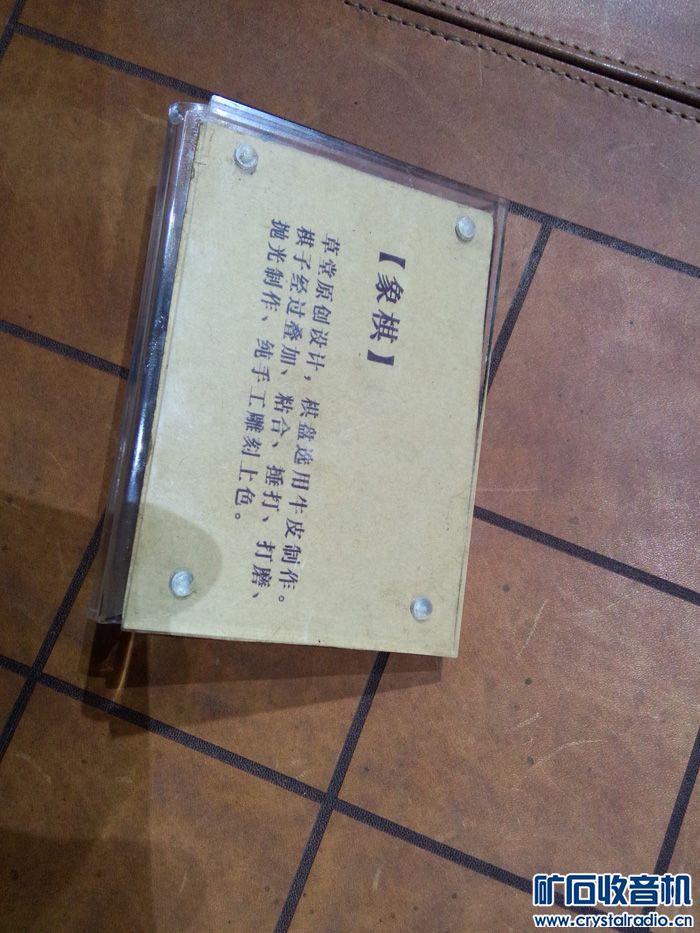 【象棋】
草堂原创设计，棋盘选用牛皮制作。
棋子经过叠加、粘合、捶打、打磨、
抛光制作、纯手工雕刻上色。
矿石收音机
www.crystalradio.cn